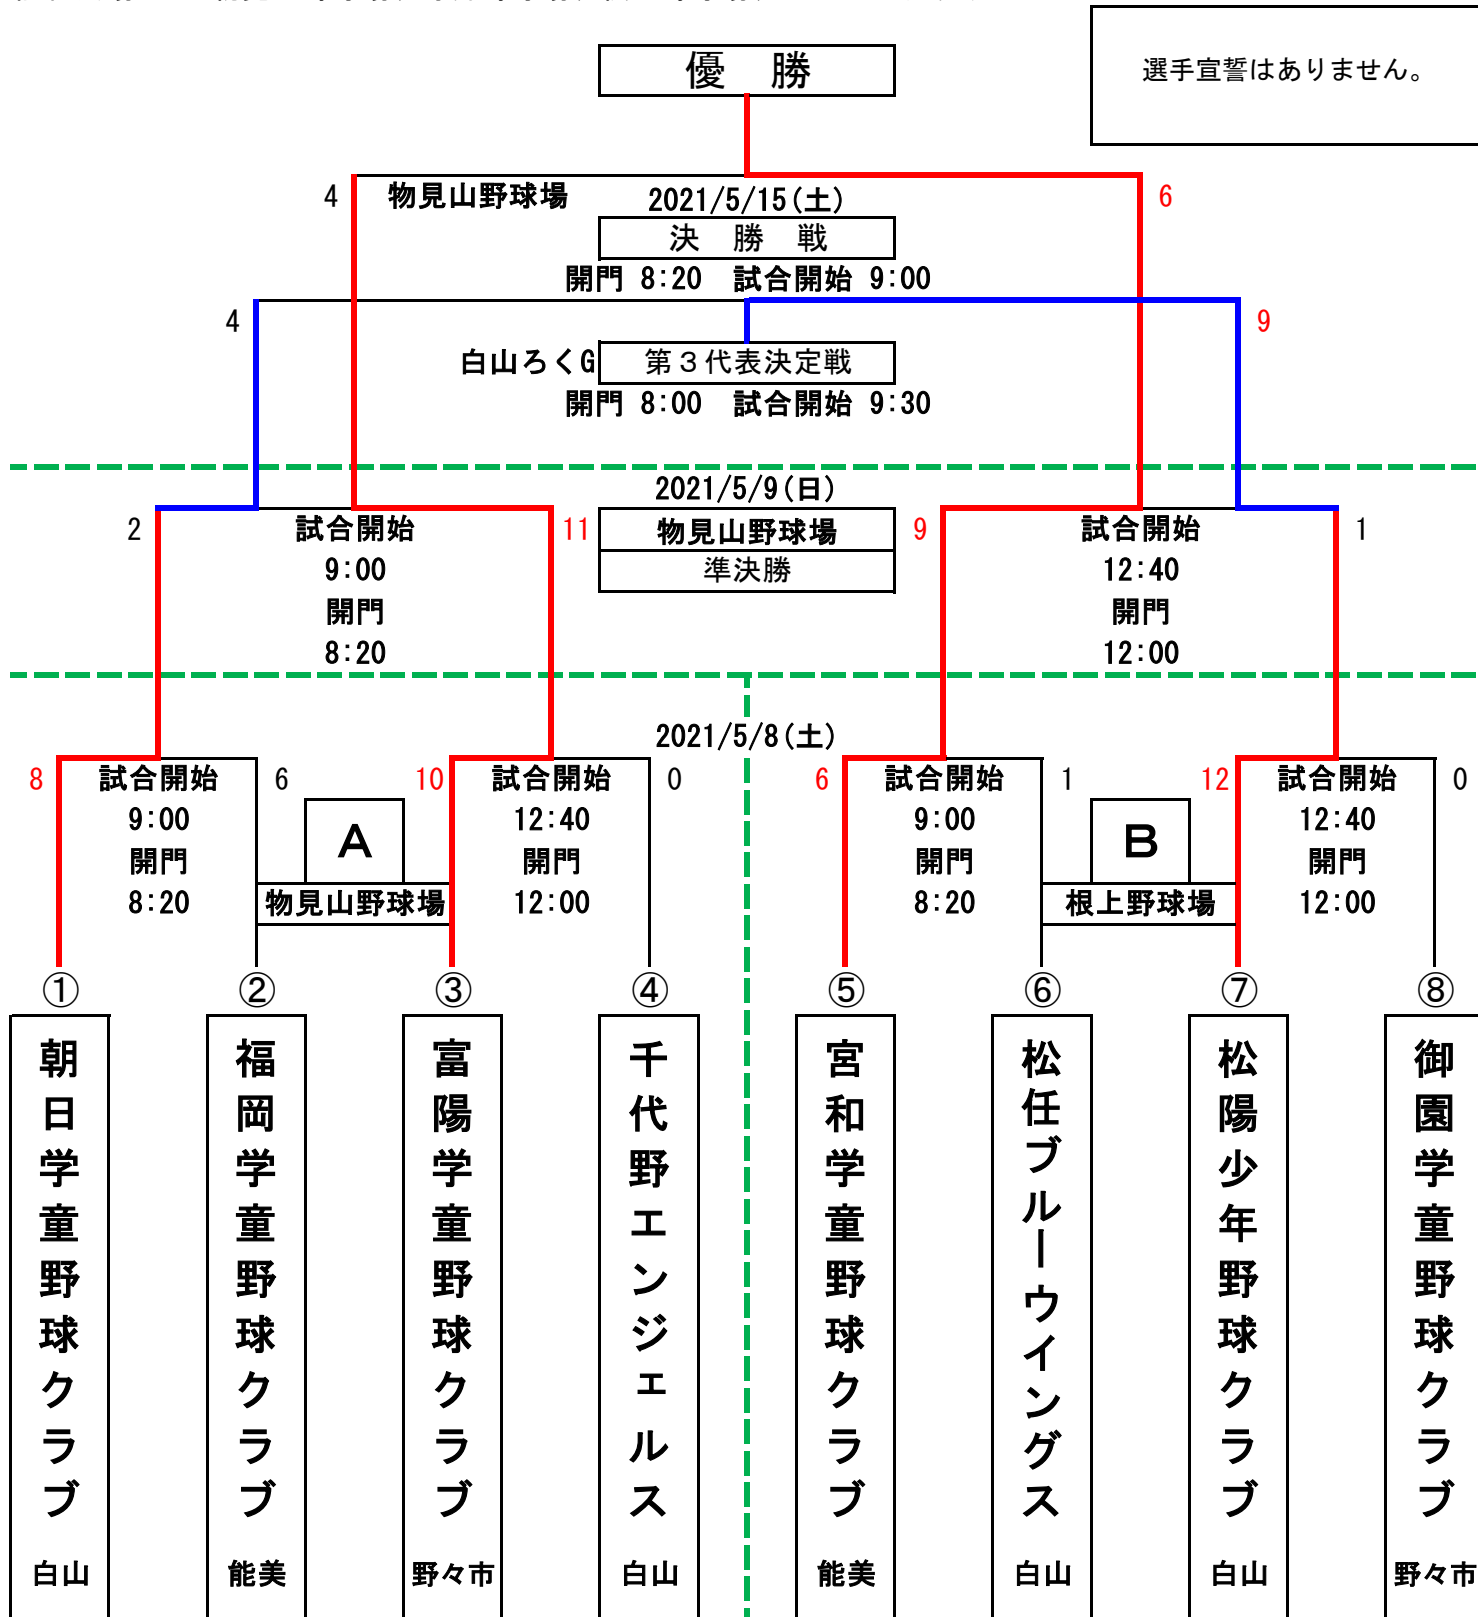 優　勝
選手宣誓はありません。
4
物見山野球場
2021/5/15(土)
6
決　勝　戦
開門 8:20　試合開始 9:00
4
9
白山ろくG
第３代表決定戦
開門 8:00　試合開始 9:30
2021/5/9(日)
2
試合開始
9:00
開門
8:20
11
物見山野球場
準決勝
9
試合開始
12:40
開門
12:00
1
2021/5/8(土)
8
試合開始
9:00
開門
8:20
6
A
物見山野球場
10
試合開始
12:40
開門
12:00
0
6
試合開始
9:00
開門
8:20
1
B
根上野球場
12
試合開始
12:40
開門
12:00
0
①
②
③
④
⑤
⑥
⑦
⑧
朝日学童野球クラブ
白山
福岡学童野球クラブ
能美
富陽学童野球クラブ
野々市
千代野エンジェルス
白山
宮和学童野球クラブ
能美
松任ブルーウイングス
白山
松陽少年野球クラブ
白山
御園学童野球クラブ
野々市